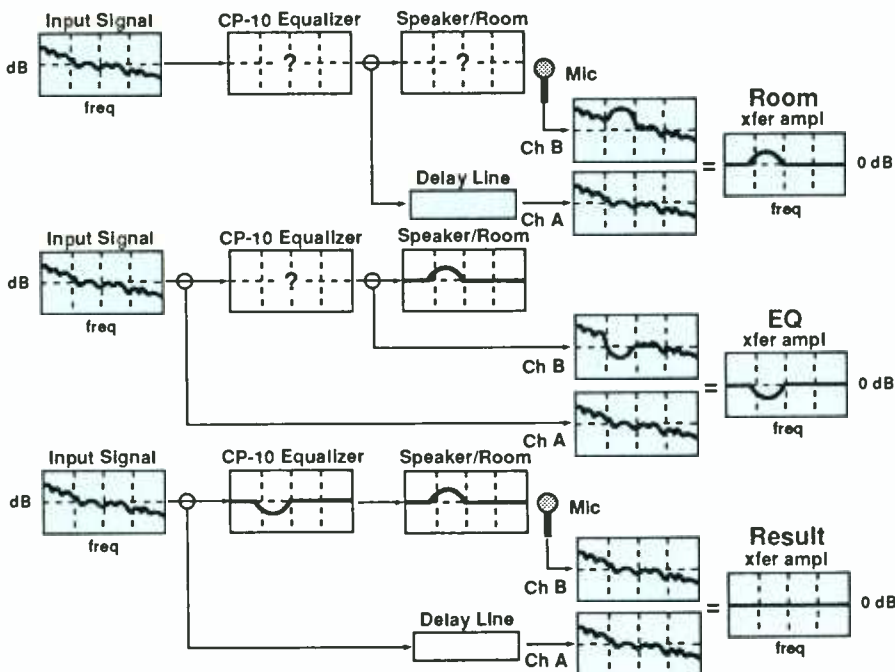 Input Signal
CP-10 Equalizer
Speaker/Room
dB
?
?
Mic
freq
Room
xfer ampl
Ch B
0 dB
Delay Line
Ch A
freq
Input Signal
CP-10 Equalizer
Speaker/Room
dB
?
freq
EQ
xfer ampl
Ch B
0 dB
Ch A
freq
Input Signal
CP-10 Equalizer
Speaker/Room
dB
Mic
freq
Result
xfer ampl
Ch B
0 dB
Delay Line
Ch A
freq